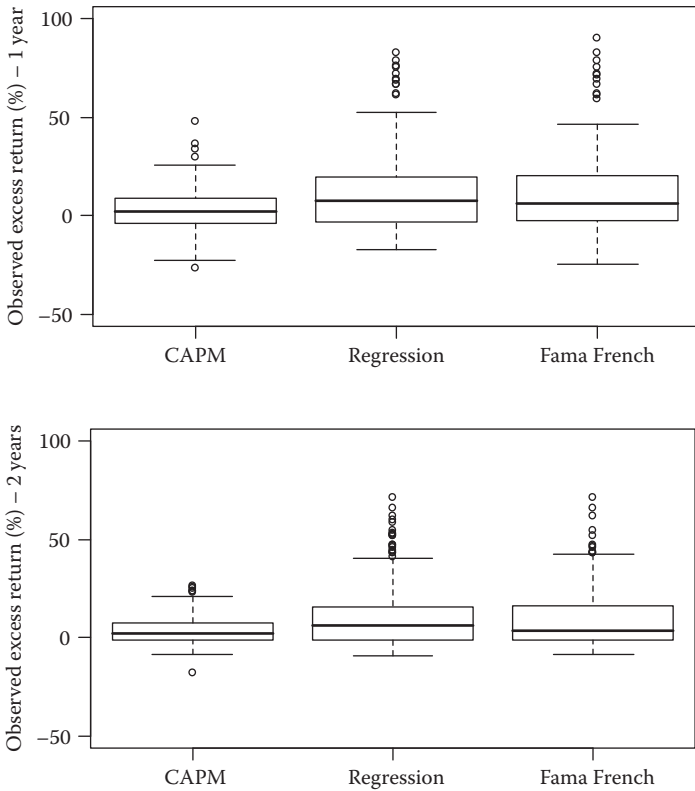 Observed excess return (%) – 1 year
100
50
0
–50
CAPM
Regression
Fama French
Observed excess return (%) – 2 years
100
50
0
–50
CAPM
Regression
Fama French